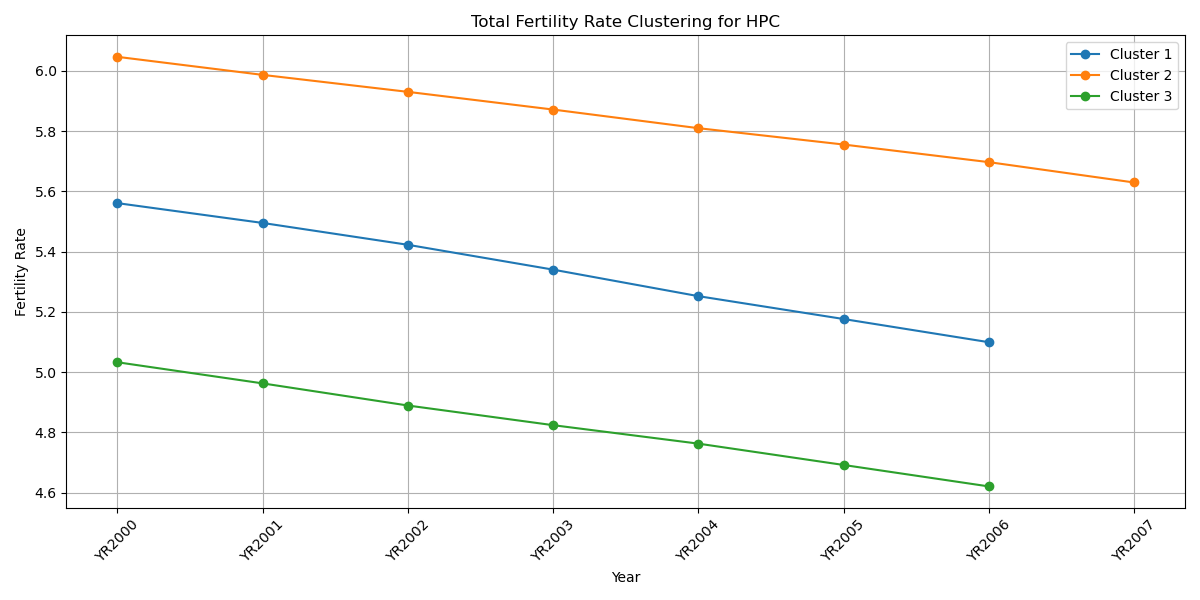 Total Fertility Rate Clustering for HPC
Cluster 1
Cluster 2
Cluster 3
Fertility Rate
6.0
5.8
5.6
5.4
5.2
5.0
4.8
4.6
YR2000
YR2001
YR2002
YR2003
YR2004
YR2005
YR2006
YR2007
Year